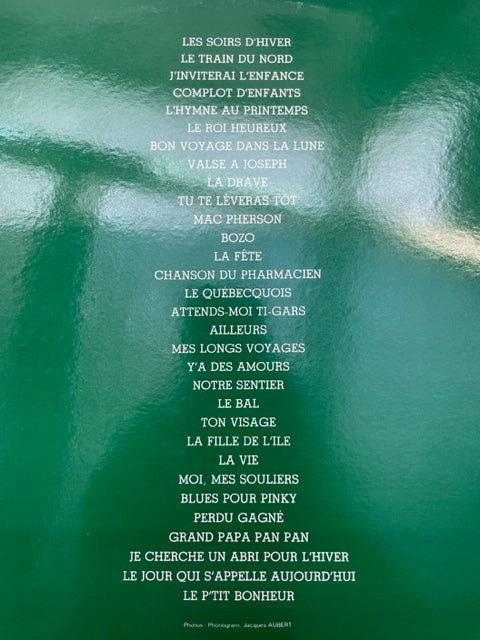 LES SOIRS D'HIVER
LE TRAIN DU NORD
J'INVITERAI L'ENFANCE
COMPLOT D'ENFANTS
L'HYMNE AU PRINTEMPS
LE ROI HEUREUX
BON VOYAGE DANS LA LUNE
VALSE A JOSEPH
LA DRAVE
TU TE LÈVERAS TÔT
MAC PHERSON
BOZO
LA FÊTE
CHANSON DU PHARMACIEN
LE QUÉBECQUOIS
ATTENDS-MOI TI-GARS
AILLEURS
MES LONGS VOYAGES
Y'A DES AMOURS
NOTRE SENTIER
LE BAL
TON VISAGE
LA FILLE DE L'ILE
LA VIE
MOI, MES SOULIERS
BLUES POUR PINKY
PERDU GAGNÉ
GRAND PAPA PAN PAN
JE CHERCHE UN ABRI POUR L'HIVER
LE JOUR QUI S'APPELLE AUJOURD'HUI
LE P'TIT BONHEUR
Photos : Phonogram, Jacques AUBERT